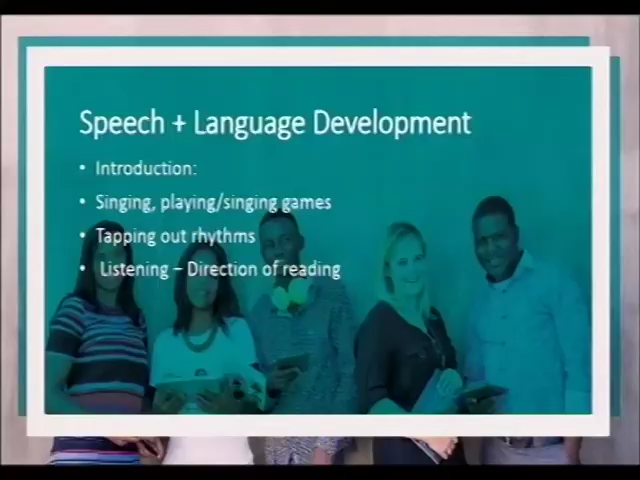 Speech + Language Development
• Introduction:
• Singing, playing/singing games
• Tapping out rhythms
• Listening – Direction of reading